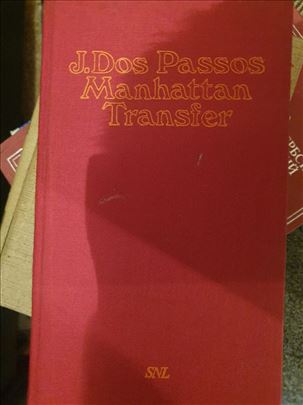 J.Dos Passos
Manhattan
Transfer
SNL